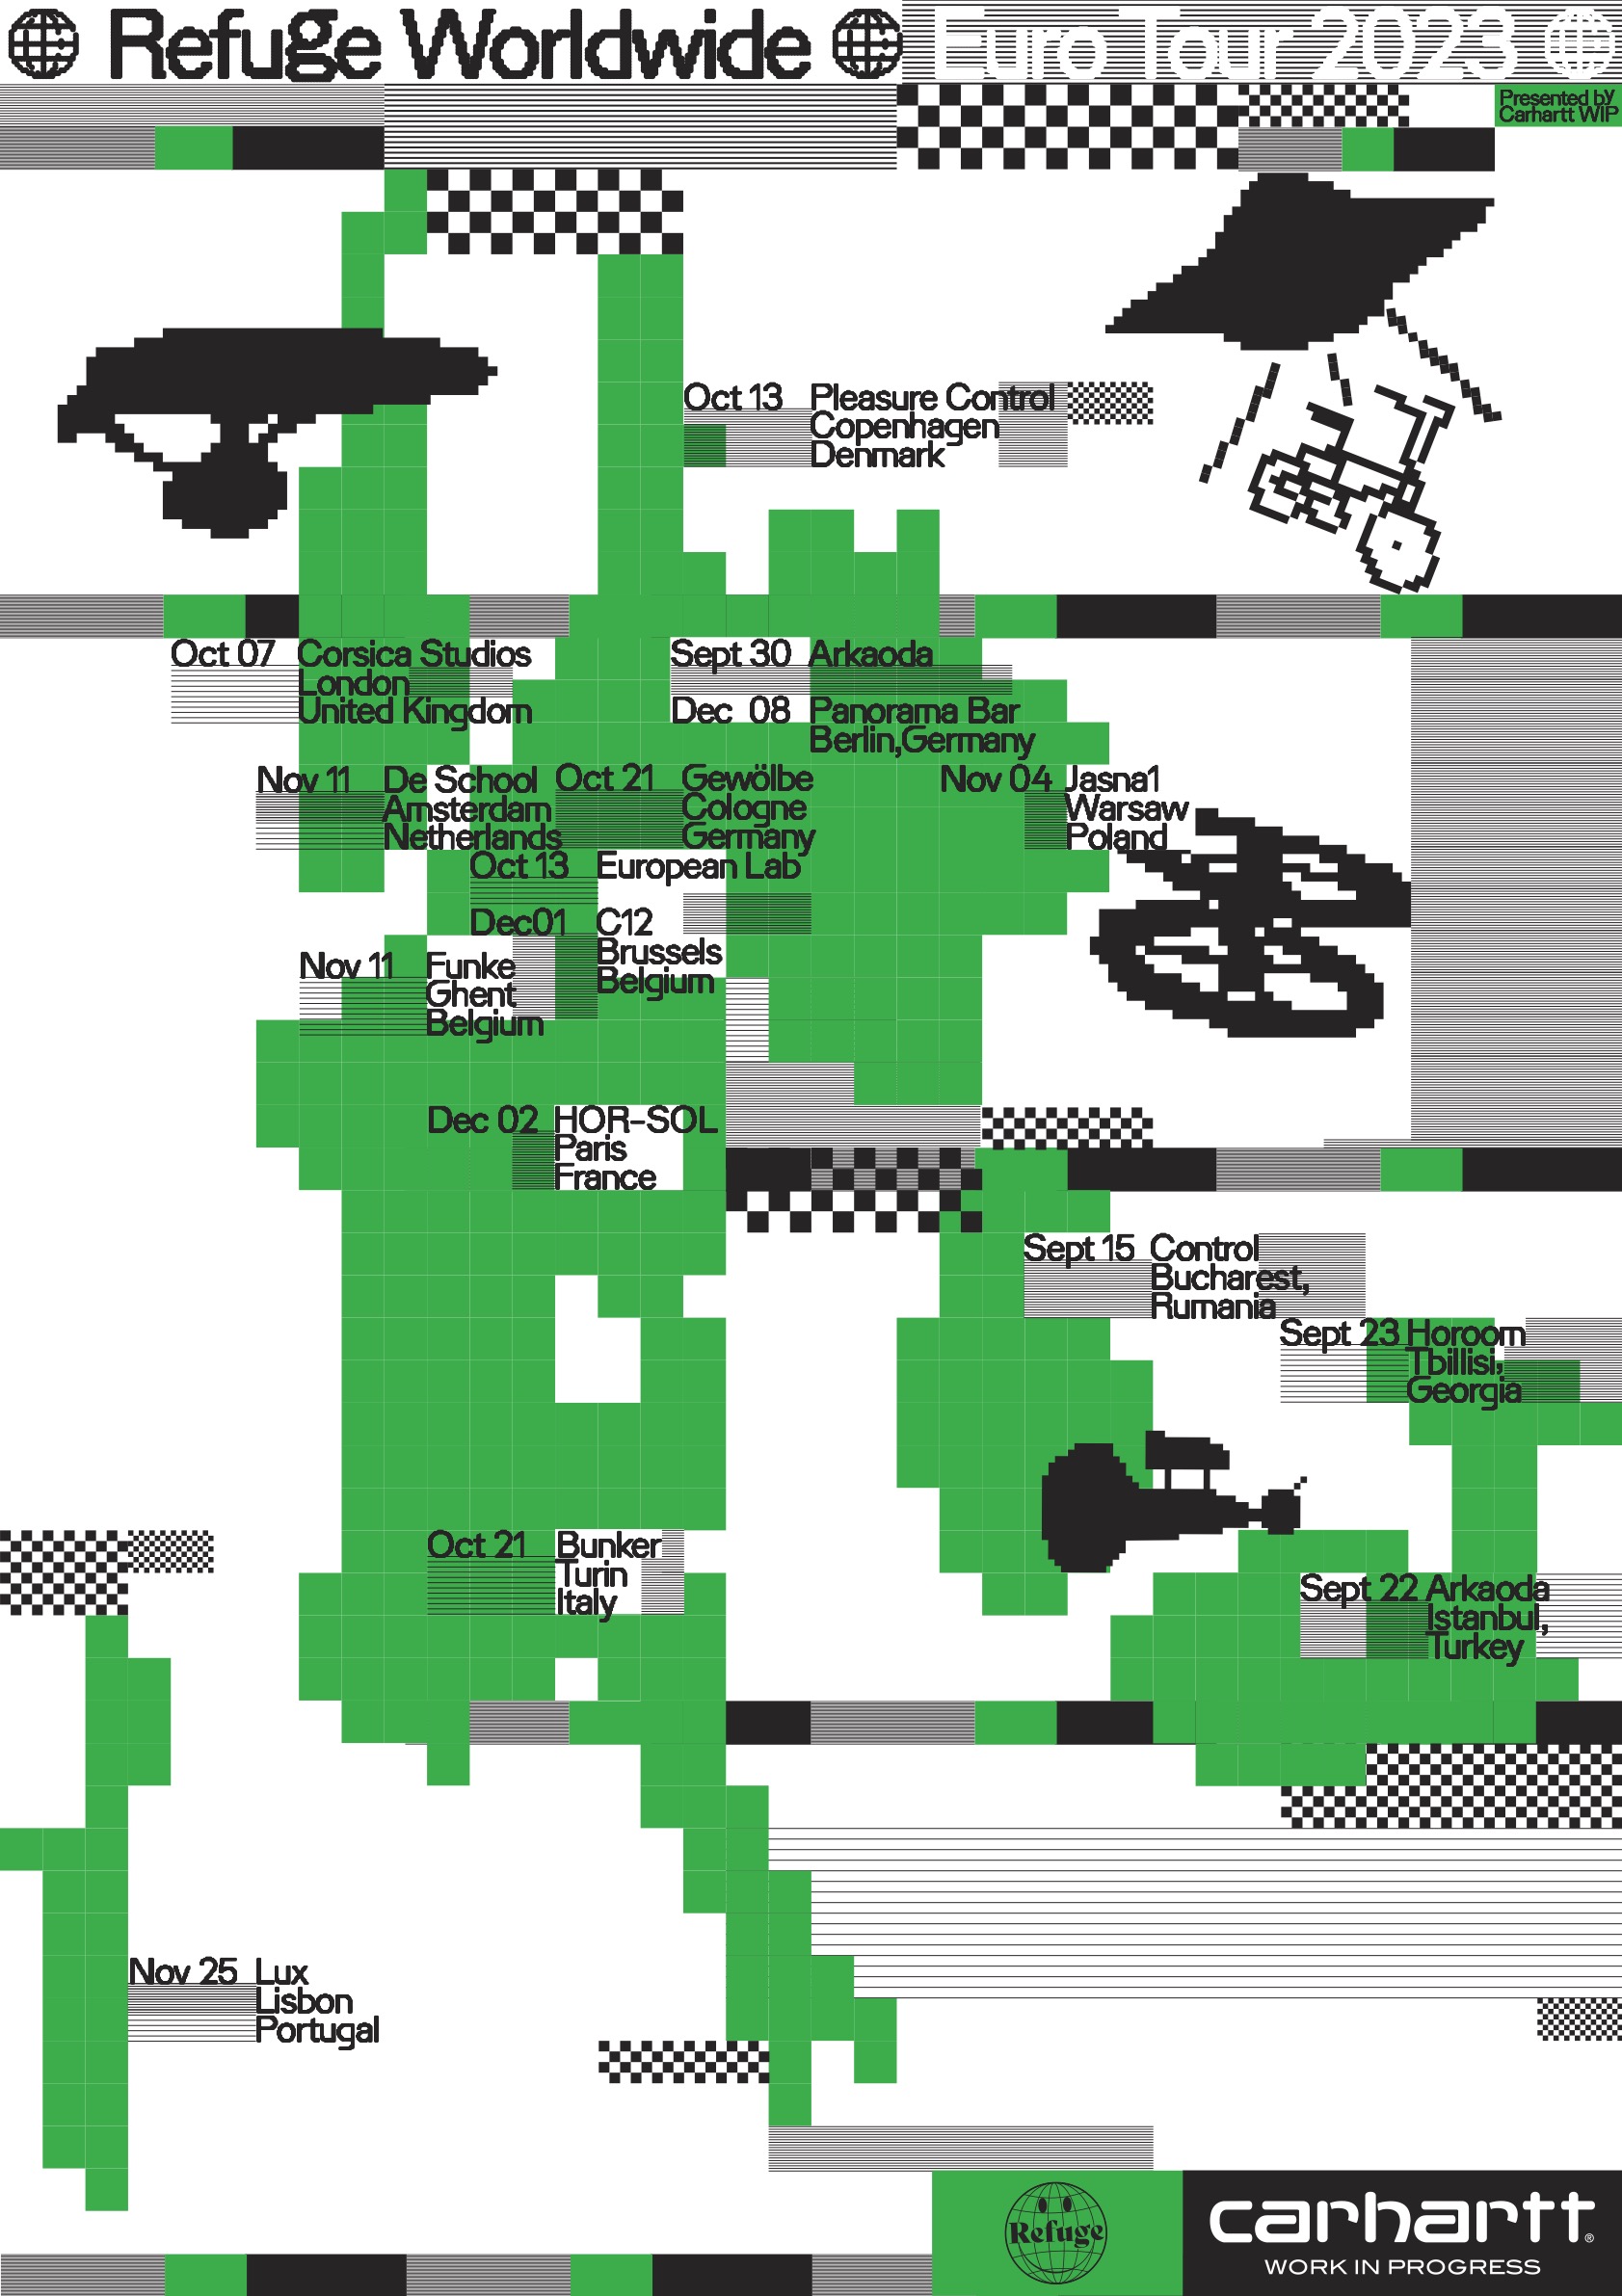 Refuge Worldwide Euro Tour 2023
Presented by
Carhartt WIP
Oct 13 Pleasure Control
Copenhagen
Denmark
Oct 07 Corsica Studios
London
United Kingdom
Sept 30 Arkaoda
Dec 08 Panorama Bar
Berlin,Germany
Nov 11 De School
Amsterdam
Netherlands
Oct 21 Gewölbe
Cologne
Germany
Nov 04 Jasna1
Warsaw
Poland
Oct 13 European Lab
Dec01 C12
Brussels
Belgium
Nov 11 Funke
Ghent
Belgium
Dec 02 HOR-SOL
Paris
France
Sept 15 Control
Bucharest,
Rumania
Sept 23 Horoom
Tbillisi,
Georgia
Oct 21 Bunker
Turin
Italy
Sept 22 Arkaoda
Istanbul,
Turkey
Nov 25 Lux
Lisbon
Portugal
Refuge
carhartt®
WORK IN PROGRESS